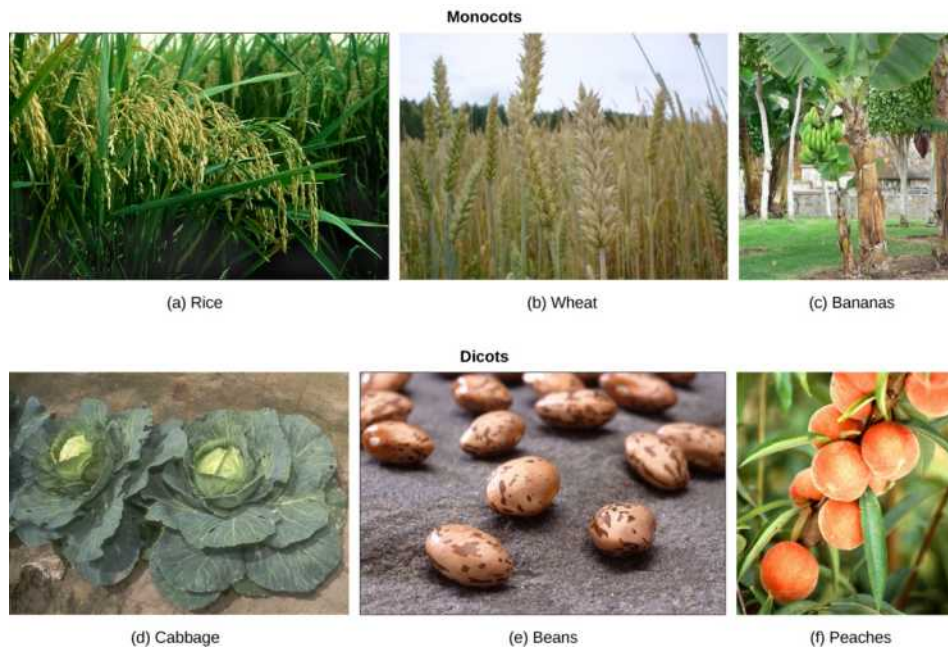 Monocots
(a) Rice
(b) Wheat
(c) Bananas
Dicots
(d) Cabbage
(e) Beans
(f) Peaches